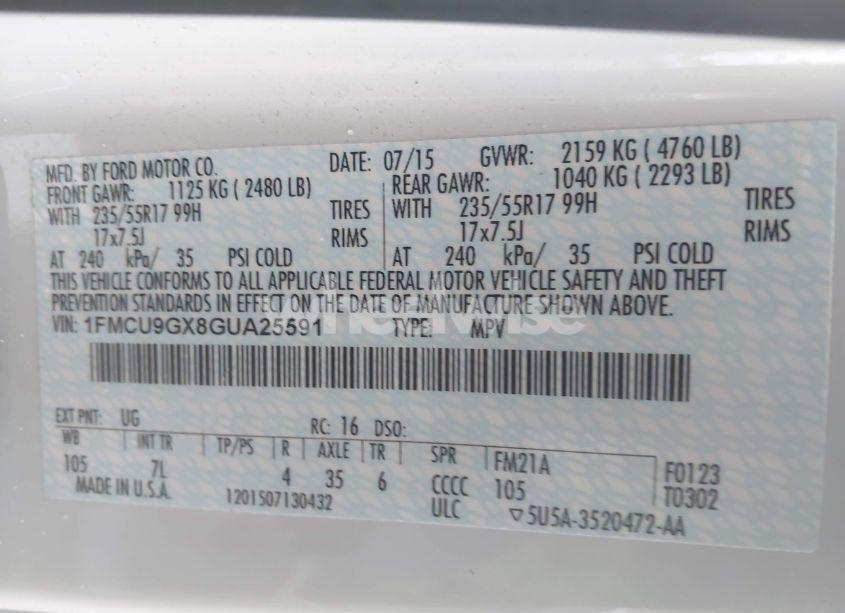 MFD. BY FORD MOTOR CO. DATE: 07/15 GVWR: 2159 KG ( 4760 LB)
FRONT GAWR: 1125 KG ( 2480 LB) REAR GAWR: 1040 KG ( 2293 LB)
WITH 235/55R17 99H TIRES WITH 235/55R17 99H TIRES
17x7.5J RIMS 17x7.5J RIMS
AT 240 kPa/ 35 PSI COLD AT 240 kPa/ 35 PSI COLD
THIS VEHICLE CONFORMS TO ALL APPLICABLE FEDERAL MOTOR VEHICLE SAFETY AND THEFT
PREVENTION STANDARDS IN EFFECT ON THE DATE OF MANUFACTURE SHOWN ABOVE.
VIN: 1FMCU9GX8GUA25591 TYPE: MPV
EXT PNT: UG RC: 16 DSO:
WB INT TR TP/PS R AXLE TR SPR FM21A F0123
105 7L 4 35 6 CCCC 105 T0302
MADE IN U.S.A. 1201507130432 ULC ▽5U5A-3520472-AA